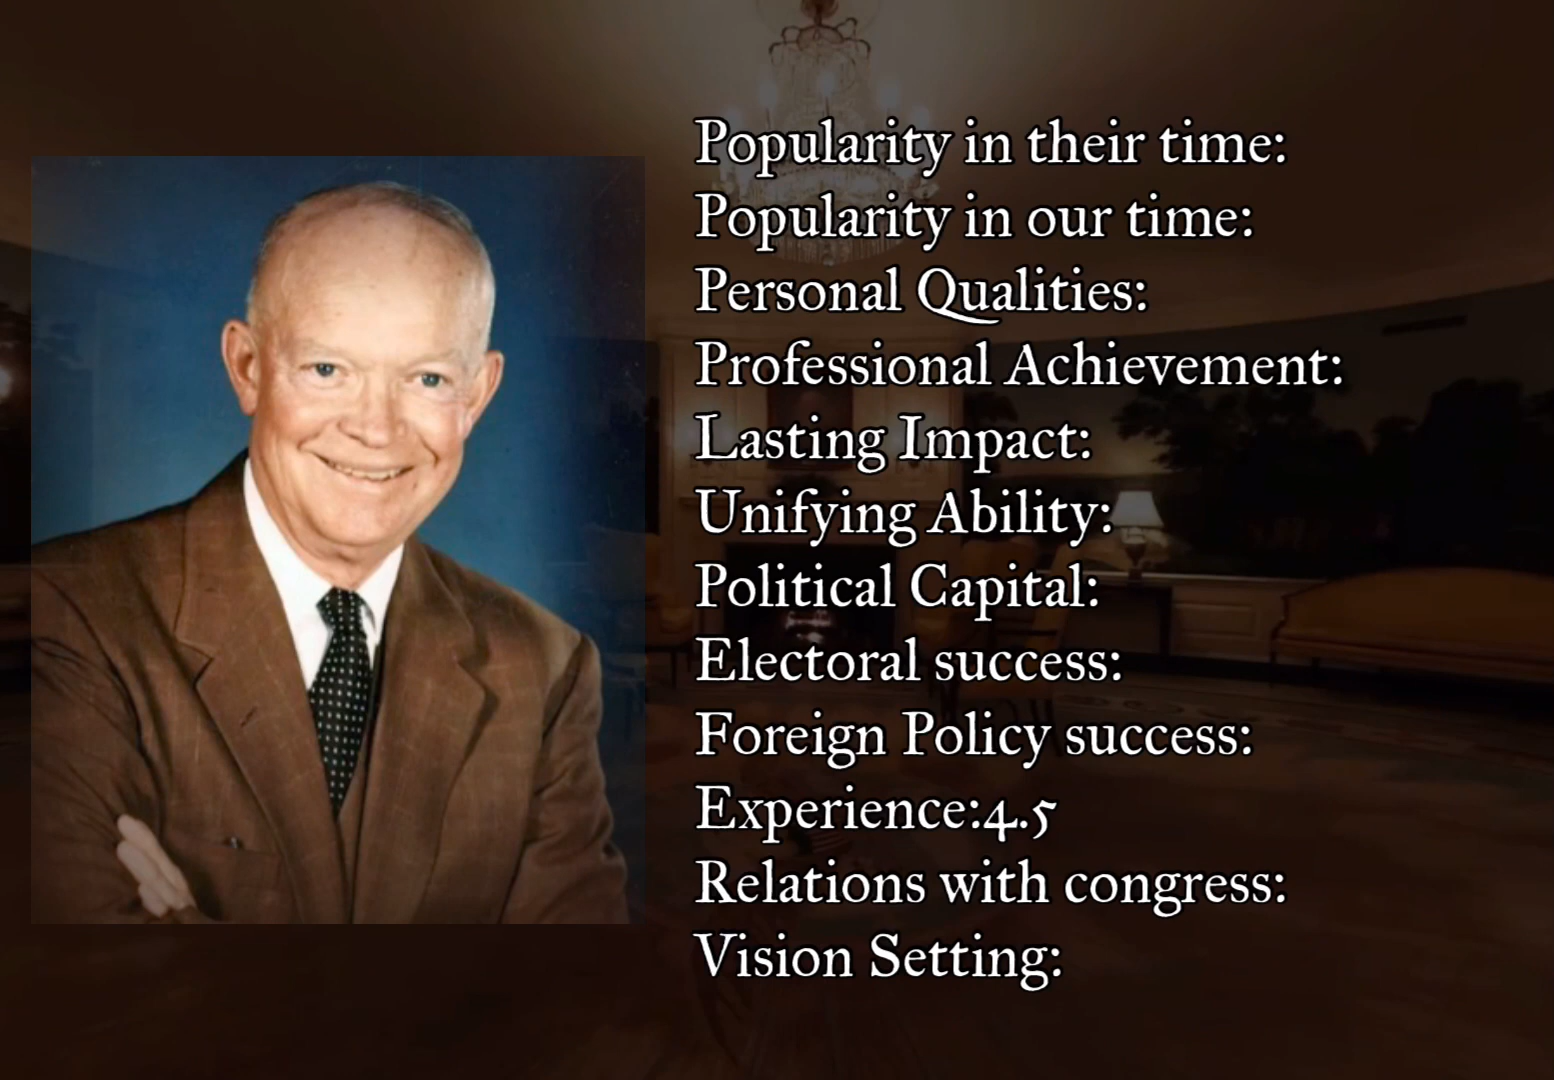 Popularity in their time:
Popularity in our time:
Personal Qualities:
Professional Achievement:
Lasting Impact:
Unifying Ability:
Political Capital:
Electoral success:
Foreign Policy success:
Experience:4.5
Relations with congress:
Vision Setting: